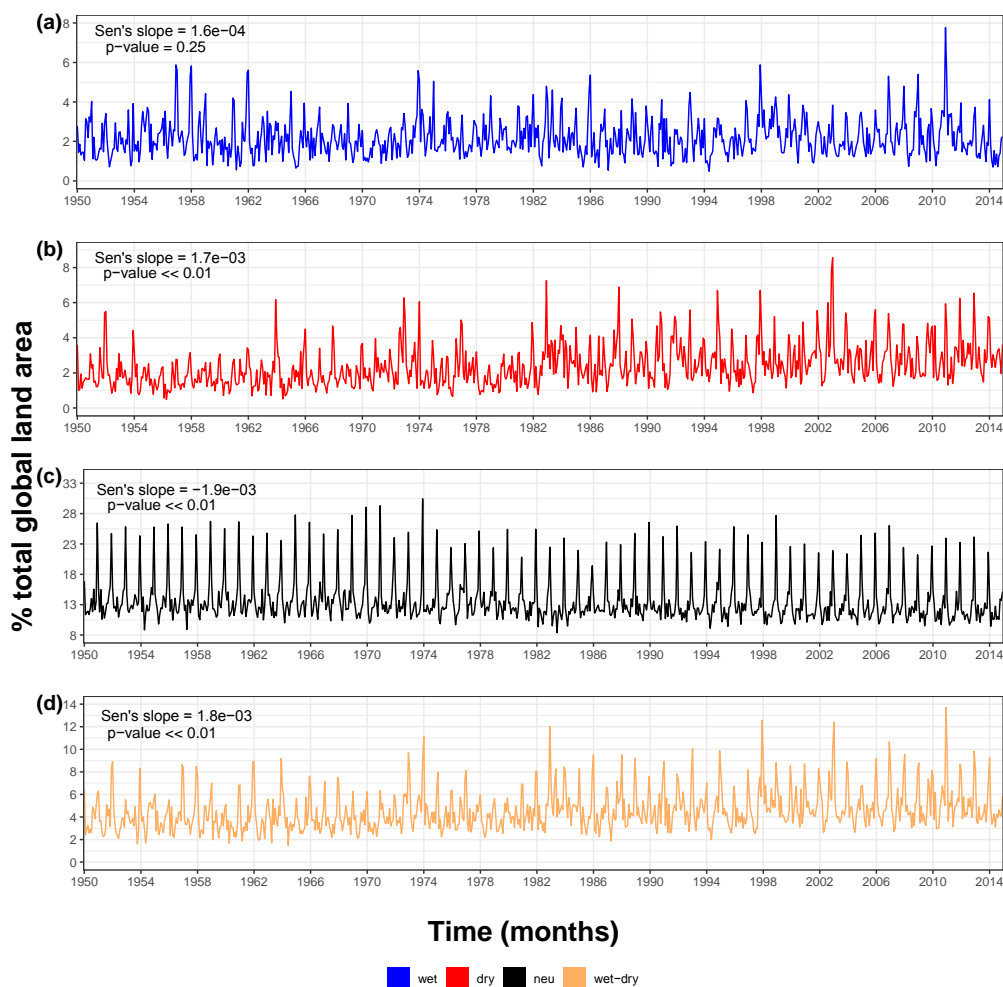 (a)
Sen's slope = 1.6e−04
p−value = 0.25
8
6
4
2
0
1950 1954 1958 1962 1966 1970 1974 1978 1982 1986 1990 1994 1998 2002 2006 2010 2014
(b)
Sen's slope = 1.7e−03
p−value << 0.01
8
6
4
2
0
1950 1954 1958 1962 1966 1970 1974 1978 1982 1986 1990 1994 1998 2002 2006 2010 2014
% total global land area
(c)
Sen's slope = −1.9e−03
p−value << 0.01
33
28
23
18
13
8
1950 1954 1958 1962 1966 1970 1974 1978 1982 1986 1990 1994 1998 2002 2006 2010 2014
(d)
Sen's slope = 1.8e−03
p−value << 0.01
14
12
10
8
6
4
2
0
1950 1954 1958 1962 1966 1970 1974 1978 1982 1986 1990 1994 1998 2002 2006 2010 2014
Time (months)
wet dry neu wet−dry